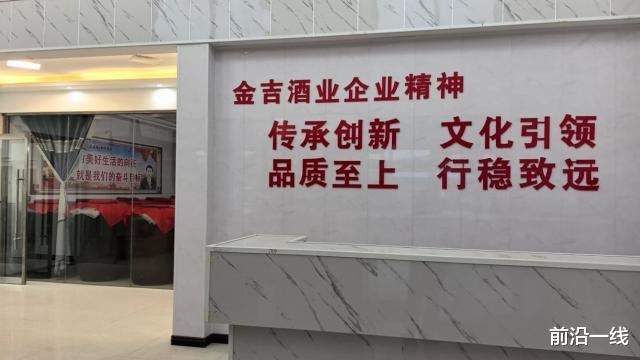 金吉酒业企业精神
传承创新 文化引领
品质至上 行稳致远
美好生活的向往
就是我们的奋斗目标
前沿一线